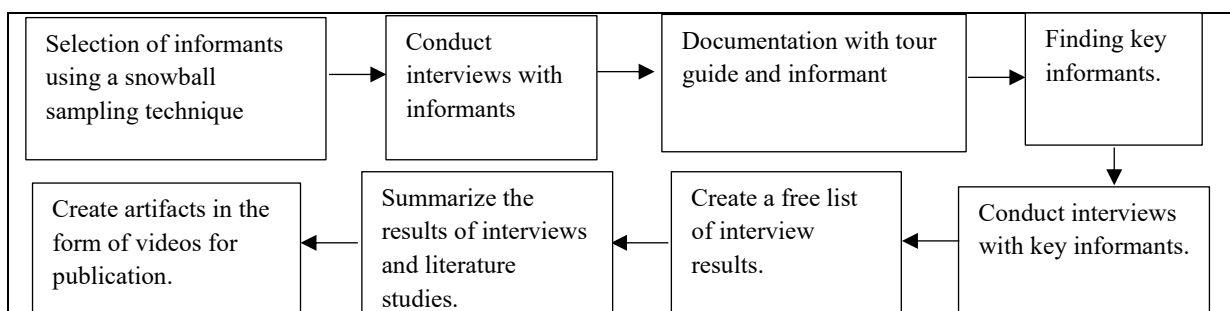 Selection of informants
using a snowball
sampling technique
Conduct
interviews with
informants
Documentation with tour
guide and informant
Finding key
informants.
Conduct interviews
with key informants.
Create a free list
of interview
results.
Summarize the
results of interviews
and literature
studies.
Create artifacts in the
form of videos for
publication.